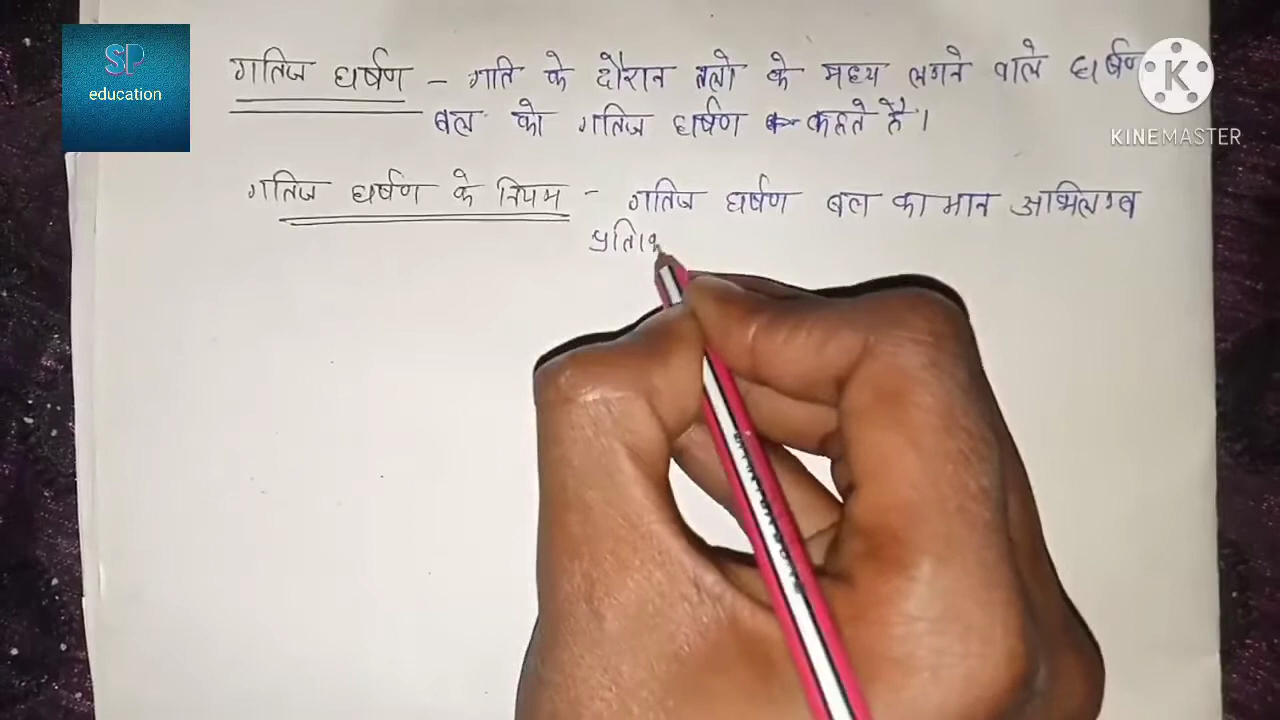 SP
education
गतिज घर्षण – गति के दौरान तलो के मध्य लगने वाले घर्षण
बल को गतिज घर्षण कहते है।
K
KINEMASTER
गतिज घर्षण के नियम - गतिज घर्षण बल का मान अभिलम्ब